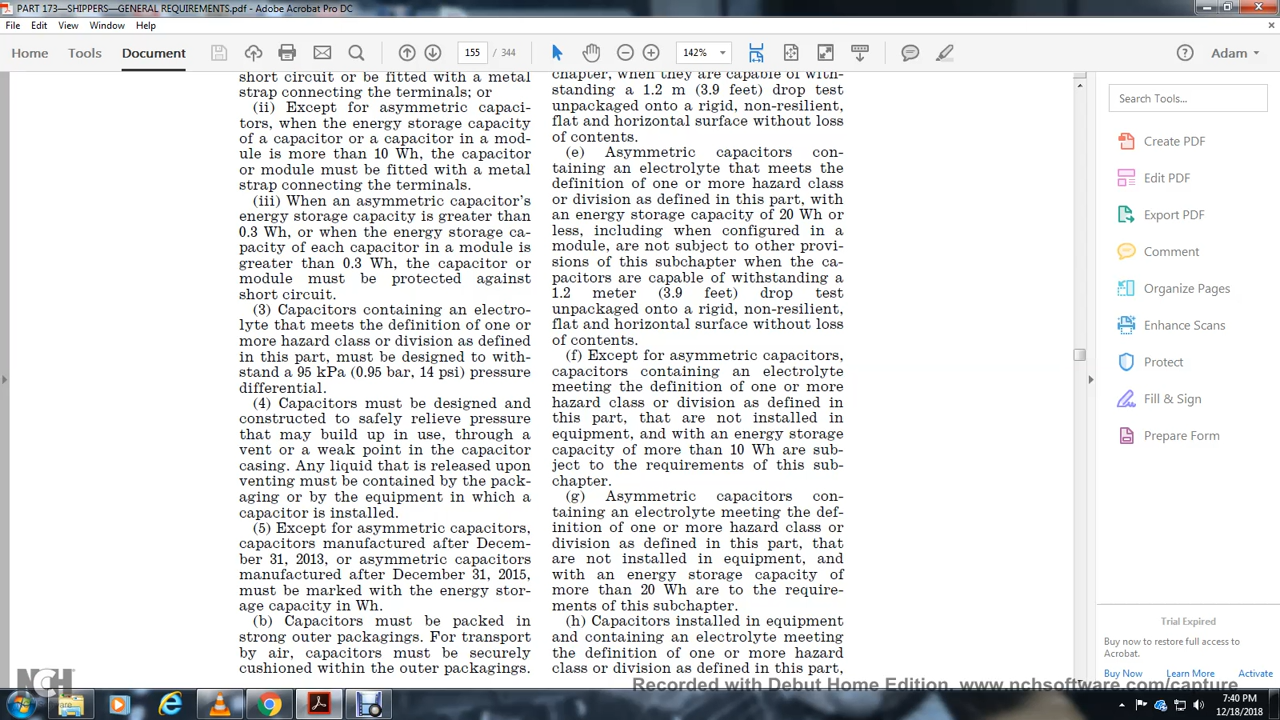 PART 173—SHIPPERS—GENERAL REQUIREMENTS.pdf - Adobe Acrobat Pro DC
File Edit View Window Help
Home Tools Document
155 / 344
142%
Adam
short circuit or be fitted with a metal
strap connecting the terminals; or
(ii) Except for asymmetric capaci-
tors, when the energy storage capacity
of a capacitor or a capacitor in a mod-
ule is more than 10 Wh, the capacitor
or module must be fitted with a metal
strap connecting the terminals.
(iii) When an asymmetric capacitor's
energy storage capacity is greater than
0.3 Wh, or when the energy storage ca-
pacity of each capacitor in a module is
greater than 0.3 Wh, the capacitor or
module must be protected against
short circuit.
(3) Capacitors containing an electro-
lyte that meets the definition of one or
more hazard class or division as defined
in this part, must be designed to with-
stand a 95 kPa (0.95 bar, 14 psi) pressure
differential.
(4) Capacitors must be designed and
constructed to safely relieve pressure
that may build up in use, through a
vent or a weak point in the capacitor
casing. Any liquid that is released upon
venting must be contained by the pack-
aging or by the equipment in which a
capacitor is installed.
(5) Except for asymmetric capacitors,
capacitors manufactured after Decem-
ber 31, 2013, or asymmetric capacitors
manufactured after December 31, 2015,
must be marked with the energy stor-
age capacity in Wh.
(b) Capacitors must be packed in
strong outer packagings. For transport
by air, capacitors must be securely
cushioned within the outer packagings.
chapter, when they are capable of with-
standing a 1.2 m (3.9 feet) drop test
unpackaged onto a rigid, non-resilient,
flat and horizontal surface without loss
of contents.
(e) Asymmetric capacitors con-
taining an electrolyte that meets the
definition of one or more hazard class
or division as defined in this part, with
an energy storage capacity of 20 Wh or
less, including when configured in a
module, are not subject to other provi-
sions of this subchapter when the ca-
pacitors are capable of withstanding a
1.2 meter (3.9 feet) drop test
unpackaged onto a rigid, non-resilient,
flat and horizontal surface without loss
of contents.
(f) Except for asymmetric capacitors,
capacitors containing an electrolyte
meeting the definition of one or more
hazard class or division as defined in
this part, that are not installed in
equipment, and with an energy storage
capacity of more than 10 Wh are sub-
ject to the requirements of this sub-
chapter.
(g) Asymmetric capacitors con-
taining an electrolyte meeting the def-
inition of one or more hazard class or
division as defined in this part, that
are not installed in equipment, and
with an energy storage capacity of
more than 20 Wh are to the require-
ments of this subchapter.
(h) Capacitors installed in equipment
and containing an electrolyte meeting
the definition of one or more hazard
class or division as defined in this part,
Search Tools...
Create PDF
Edit PDF
Export PDF
Comment
Organize Pages
Enhance Scans
Protect
Fill & Sign
Prepare Form
Trial Expired
Buy now to restore full access to
Acrobat.
Buy Now Learn More Activate
NCH
Recorded with Debut Home Edition. www.nchsoftware.com/capture
7:40 PM
12/18/2018